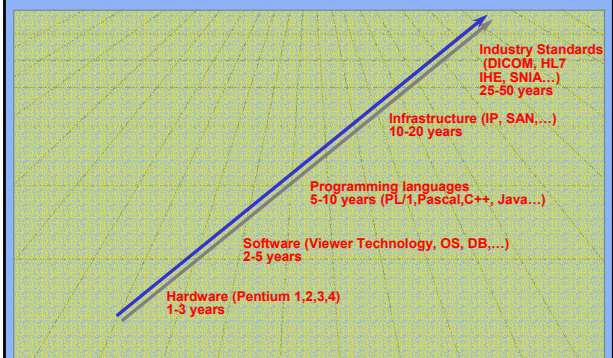 Industry Standards
(DICOM, HL7
IHE, SNIA...)
25-50 years
Infrastructure (IP, SAN,...)
10-20 years
Programming languages
5-10 years (PL/1,Pascal,C++, Java...)
Software (Viewer Technology, OS, DB,...)
2-5 years
Hardware (Pentium 1,2,3,4)
1-3 years